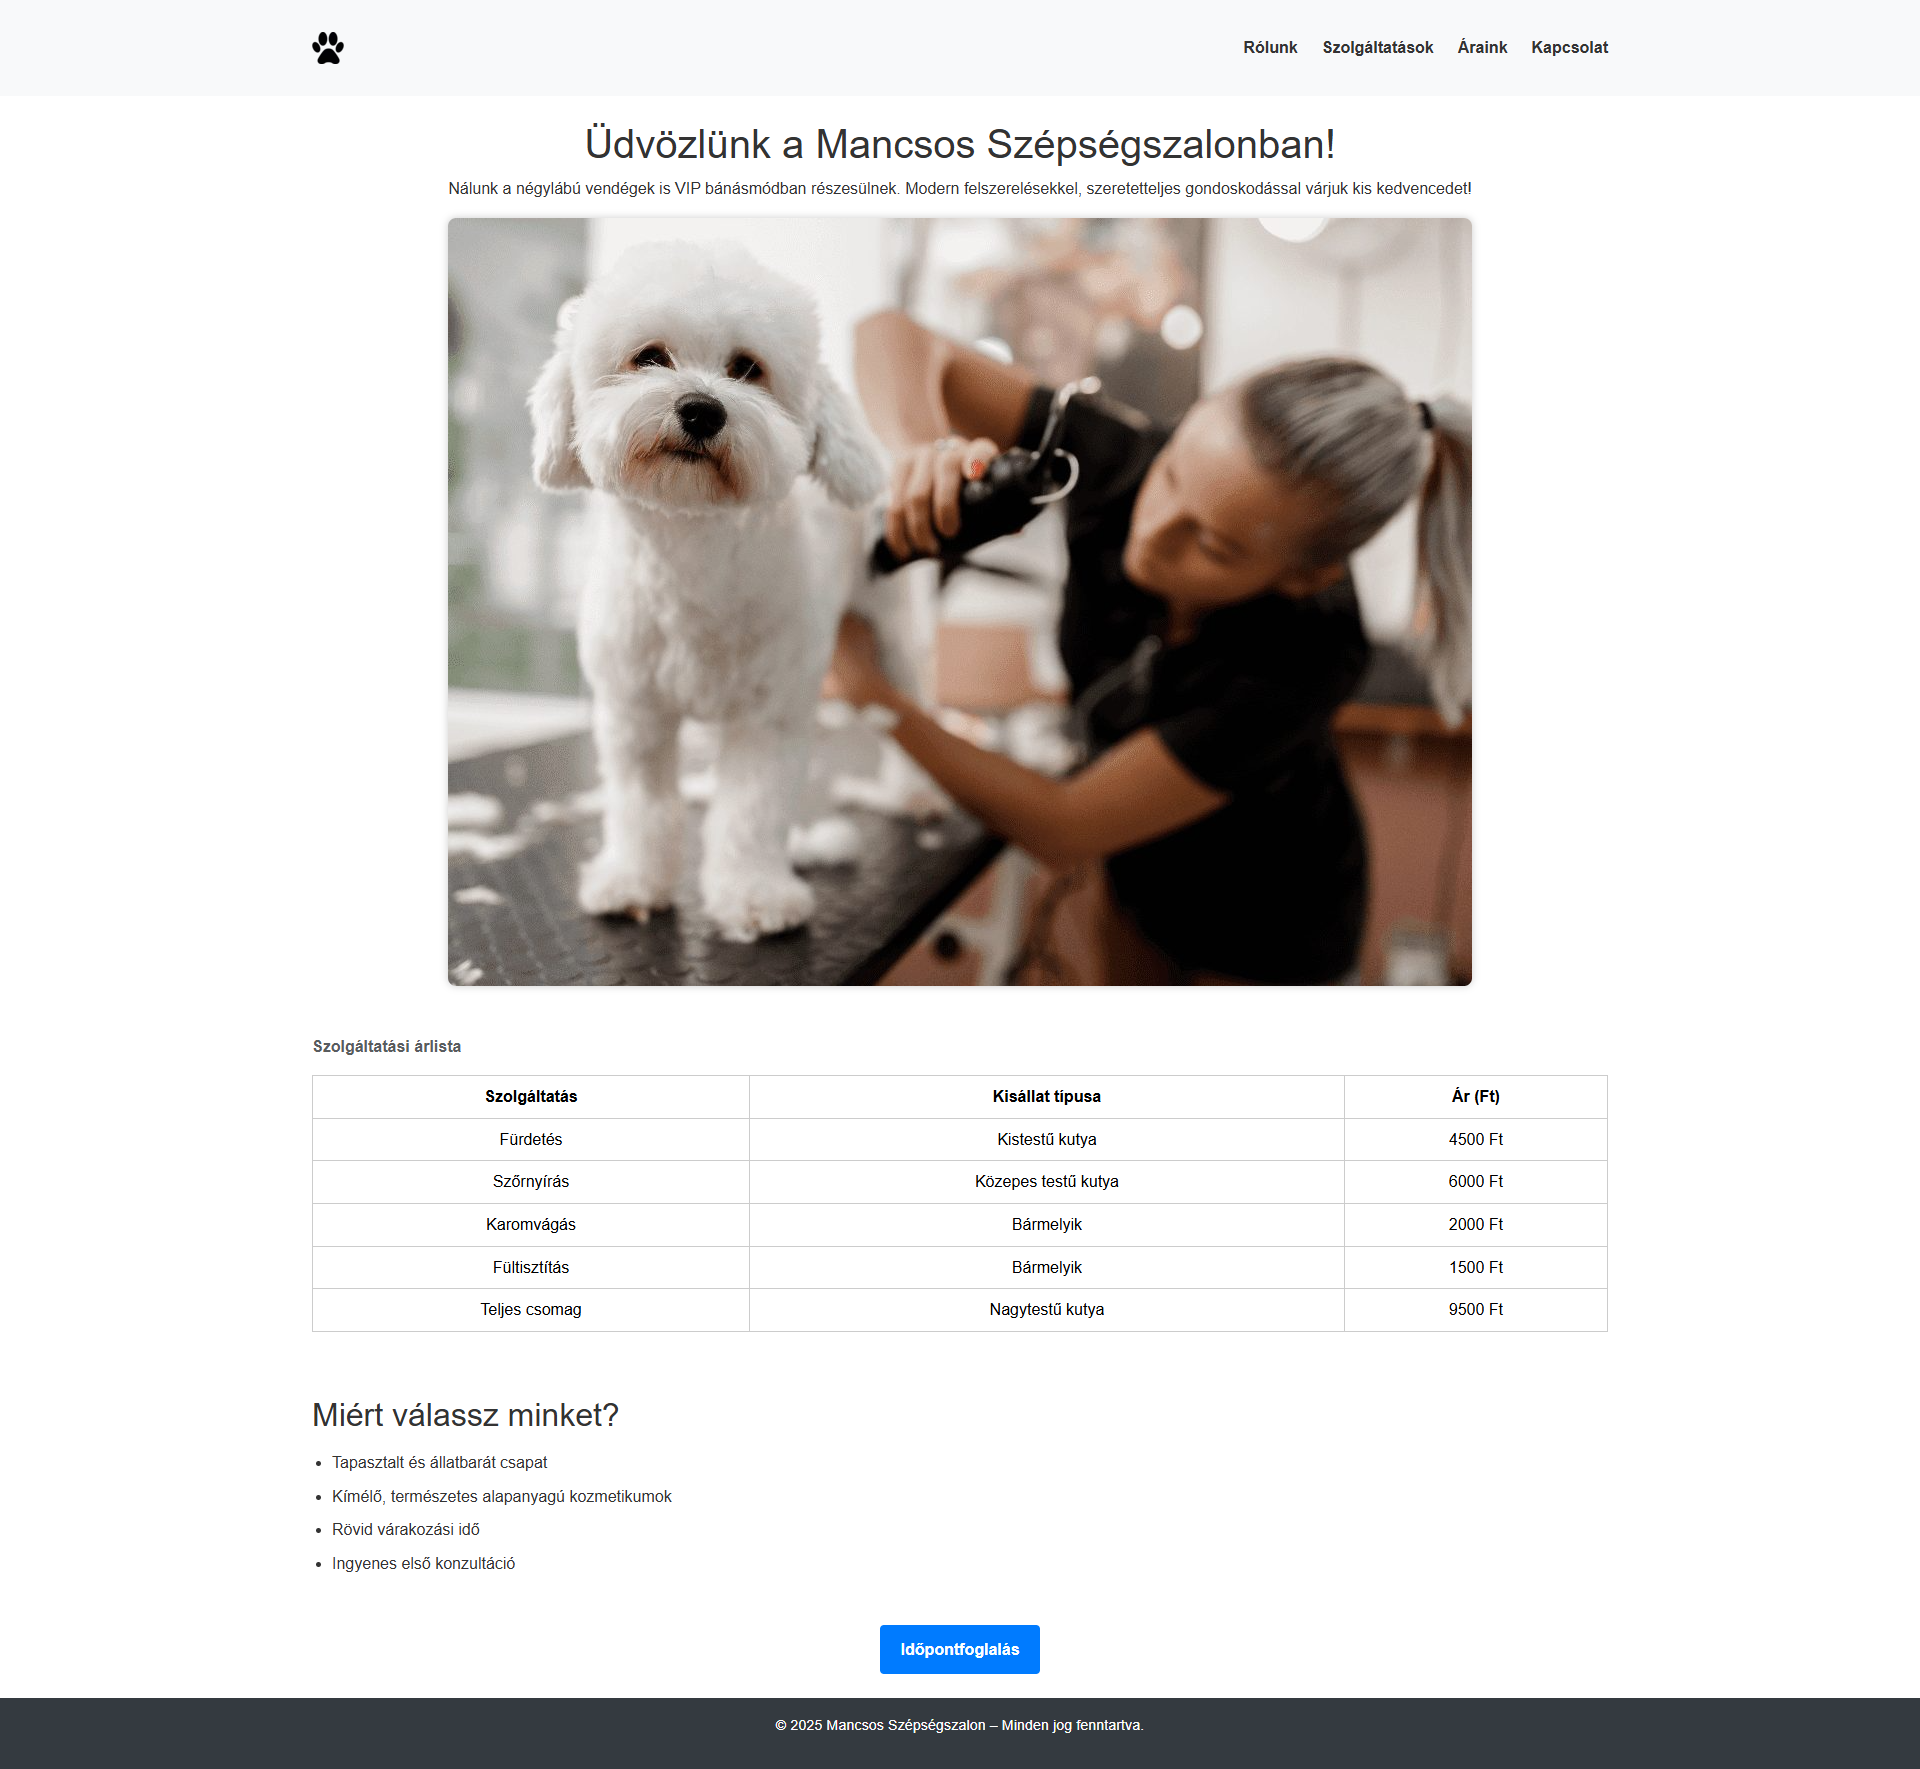 Rólunk Szolgáltatások Áraink Kapcsolat
Üdvözlünk a Mancsos Szépségszalonban!
Nálunk a négylábú vendégek is VIP bánásmódban részesülnek. Modern felszerelésekkel, szeretetteljes gondoskodással várjuk kis kedvencedet!
Szolgáltatási árlista
Szolgáltatás Kisállat típusa Ár (Ft)
Fürdetés Kistestű kutya 4500 Ft
Szőrnyírás Közepes testű kutya 6000 Ft
Karomvágás Bármelyik 2000 Ft
Fültisztítás Bármelyik 1500 Ft
Teljes csomag Nagytestű kutya 9500 Ft
Miért válassz minket?
Tapasztalt és állatbarát csapat
Kímélő, természetes alapanyagú kozmetikumok
Rövid várakozási idő
Ingyenes első konzultáció
Időpontfoglalás
© 2025 Mancsos Szépségszalon – Minden jog fenntartva.